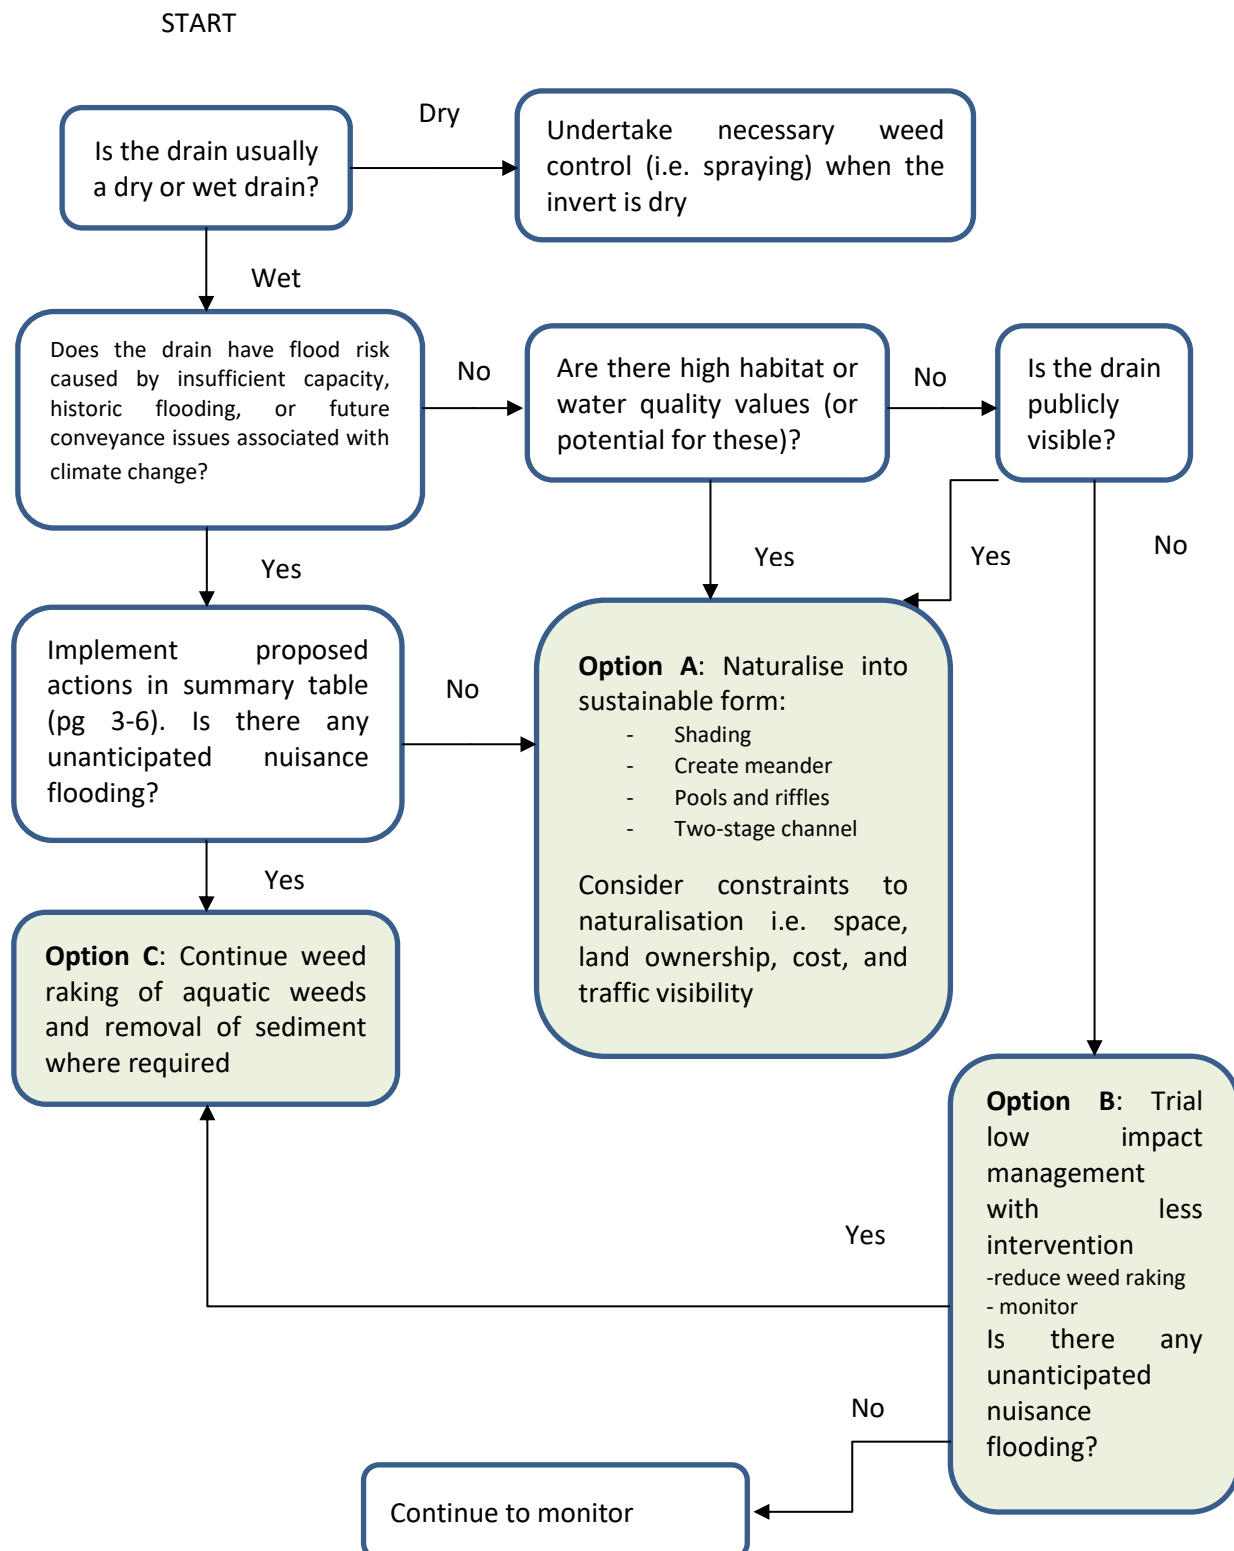 START
Dry
Is the drain usually
a dry or wet drain?
Undertake necessary weed
control (i.e. spraying) when the
invert is dry
Wet
Does the drain have flood risk
caused by insufficient capacity,
historic flooding, or future
conveyance issues associated with
climate change?
No
Are there high habitat or
water quality values (or
potential for these)?
No
Is the drain
publicly
visible?
Yes
Yes
Yes
No
Implement proposed
actions in summary table
(pg 3-6). Is there any
unanticipated nuisance
flooding?
No
Option A: Naturalise into
sustainable form:
- Shading
- Create meander
- Pools and riffles
- Two-stage channel
Consider constraints to
naturalisation i.e. space,
land ownership, cost, and
traffic visibility
Yes
Option C: Continue weed
raking of aquatic weeds
and removal of sediment
where required
Option B: Trial
low impact
management
with less
intervention
-reduce weed raking
- monitor
Is there any
unanticipated
nuisance
flooding?
Yes
No
Continue to monitor